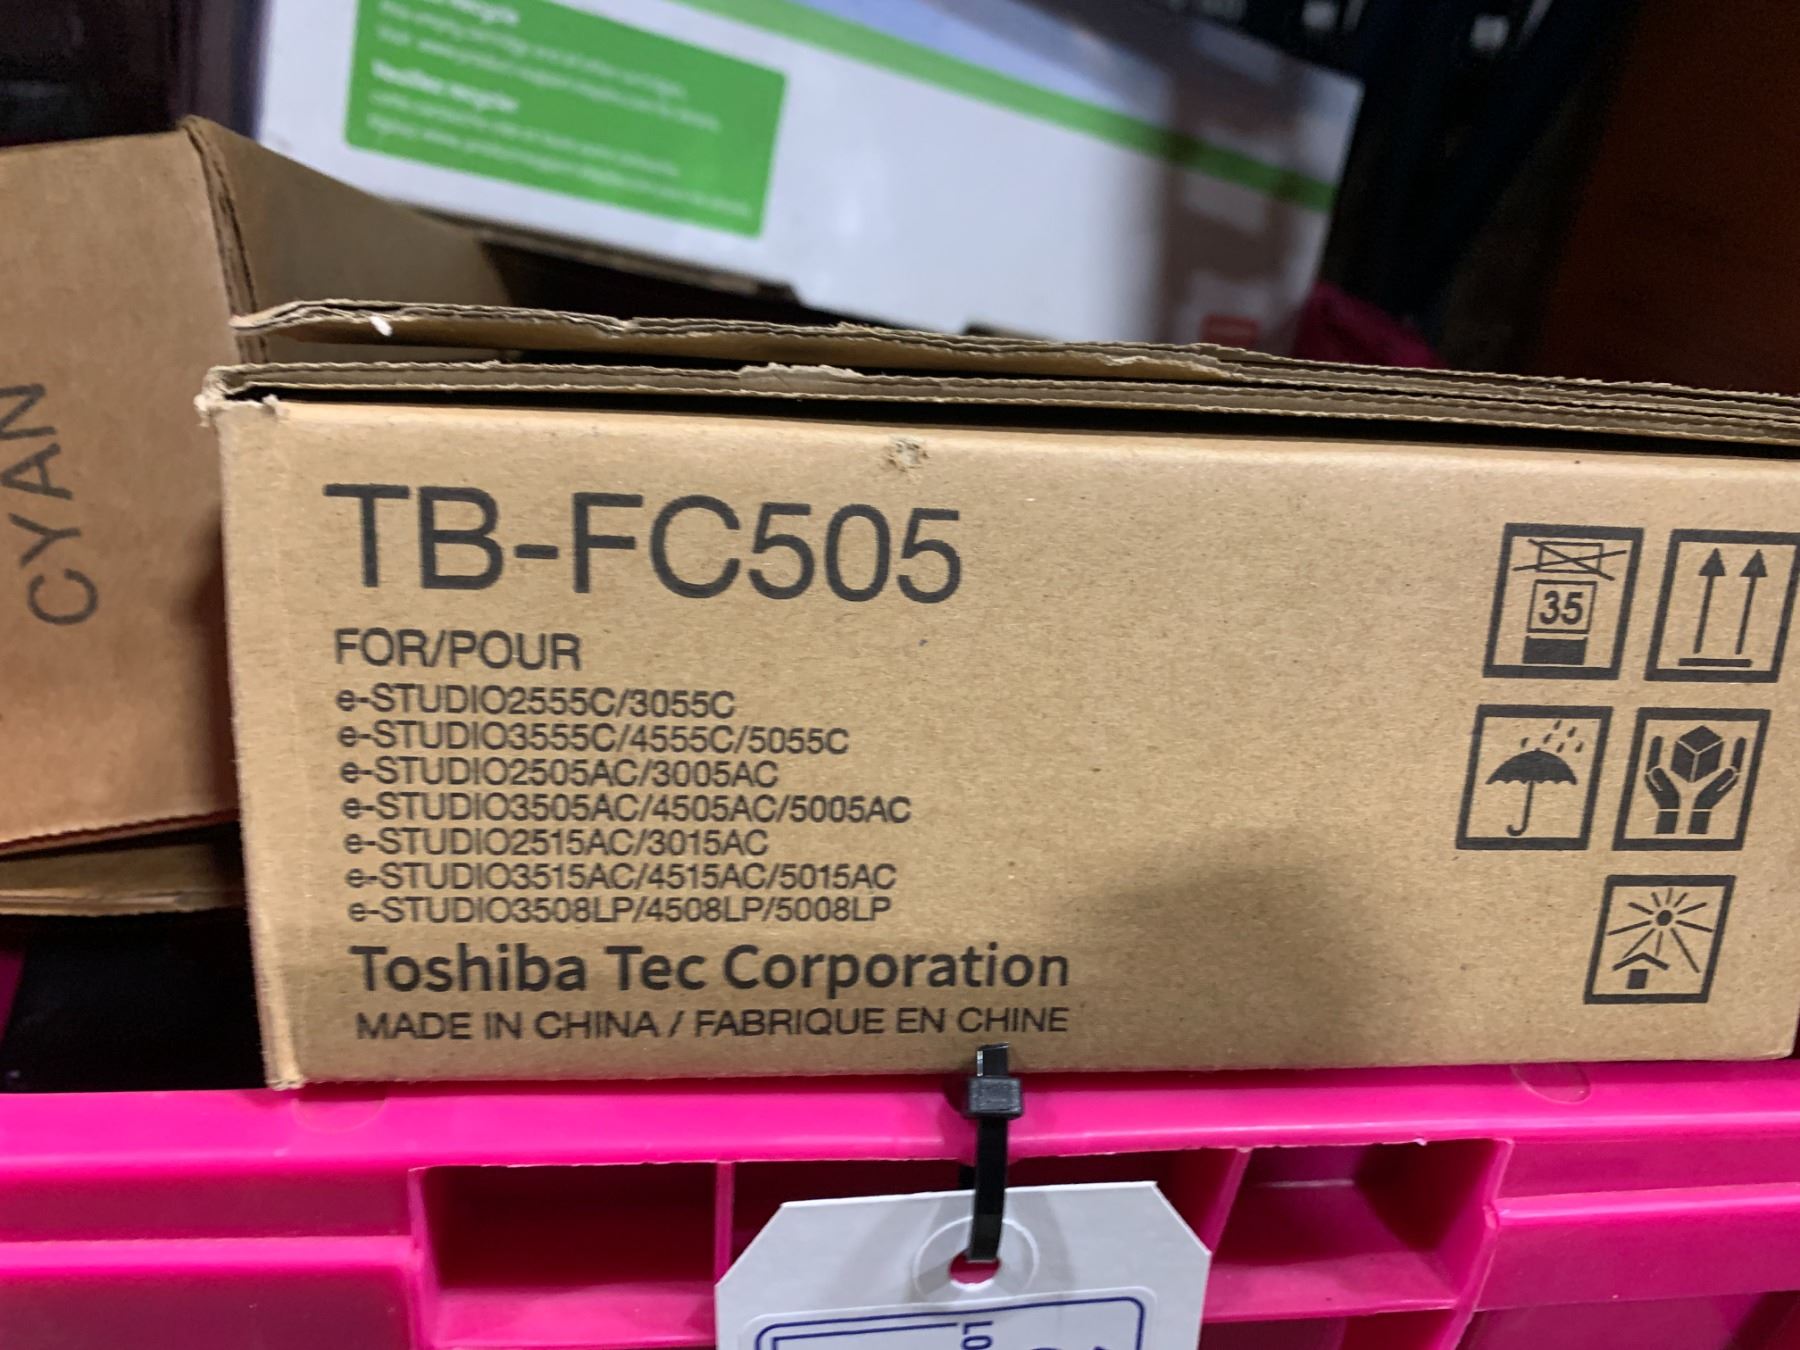 CYAN
TB-FC505
FOR/POUR
e-STUDIO2555C/3055C
e-STUDIO3555C/4555C/5055C
e-STUDIO2505AC/3005AC
e-STUDIO3505AC/4505AC/5005AC
e-STUDIO2515AC/3015AC
e-STUDIO3515AC/4515AC/5015AC
e-STUDIO3508LP/4508LP/5008LP
Toshiba Tec Corporation
MADE IN CHINA / FABRIQUE EN CHINE
35